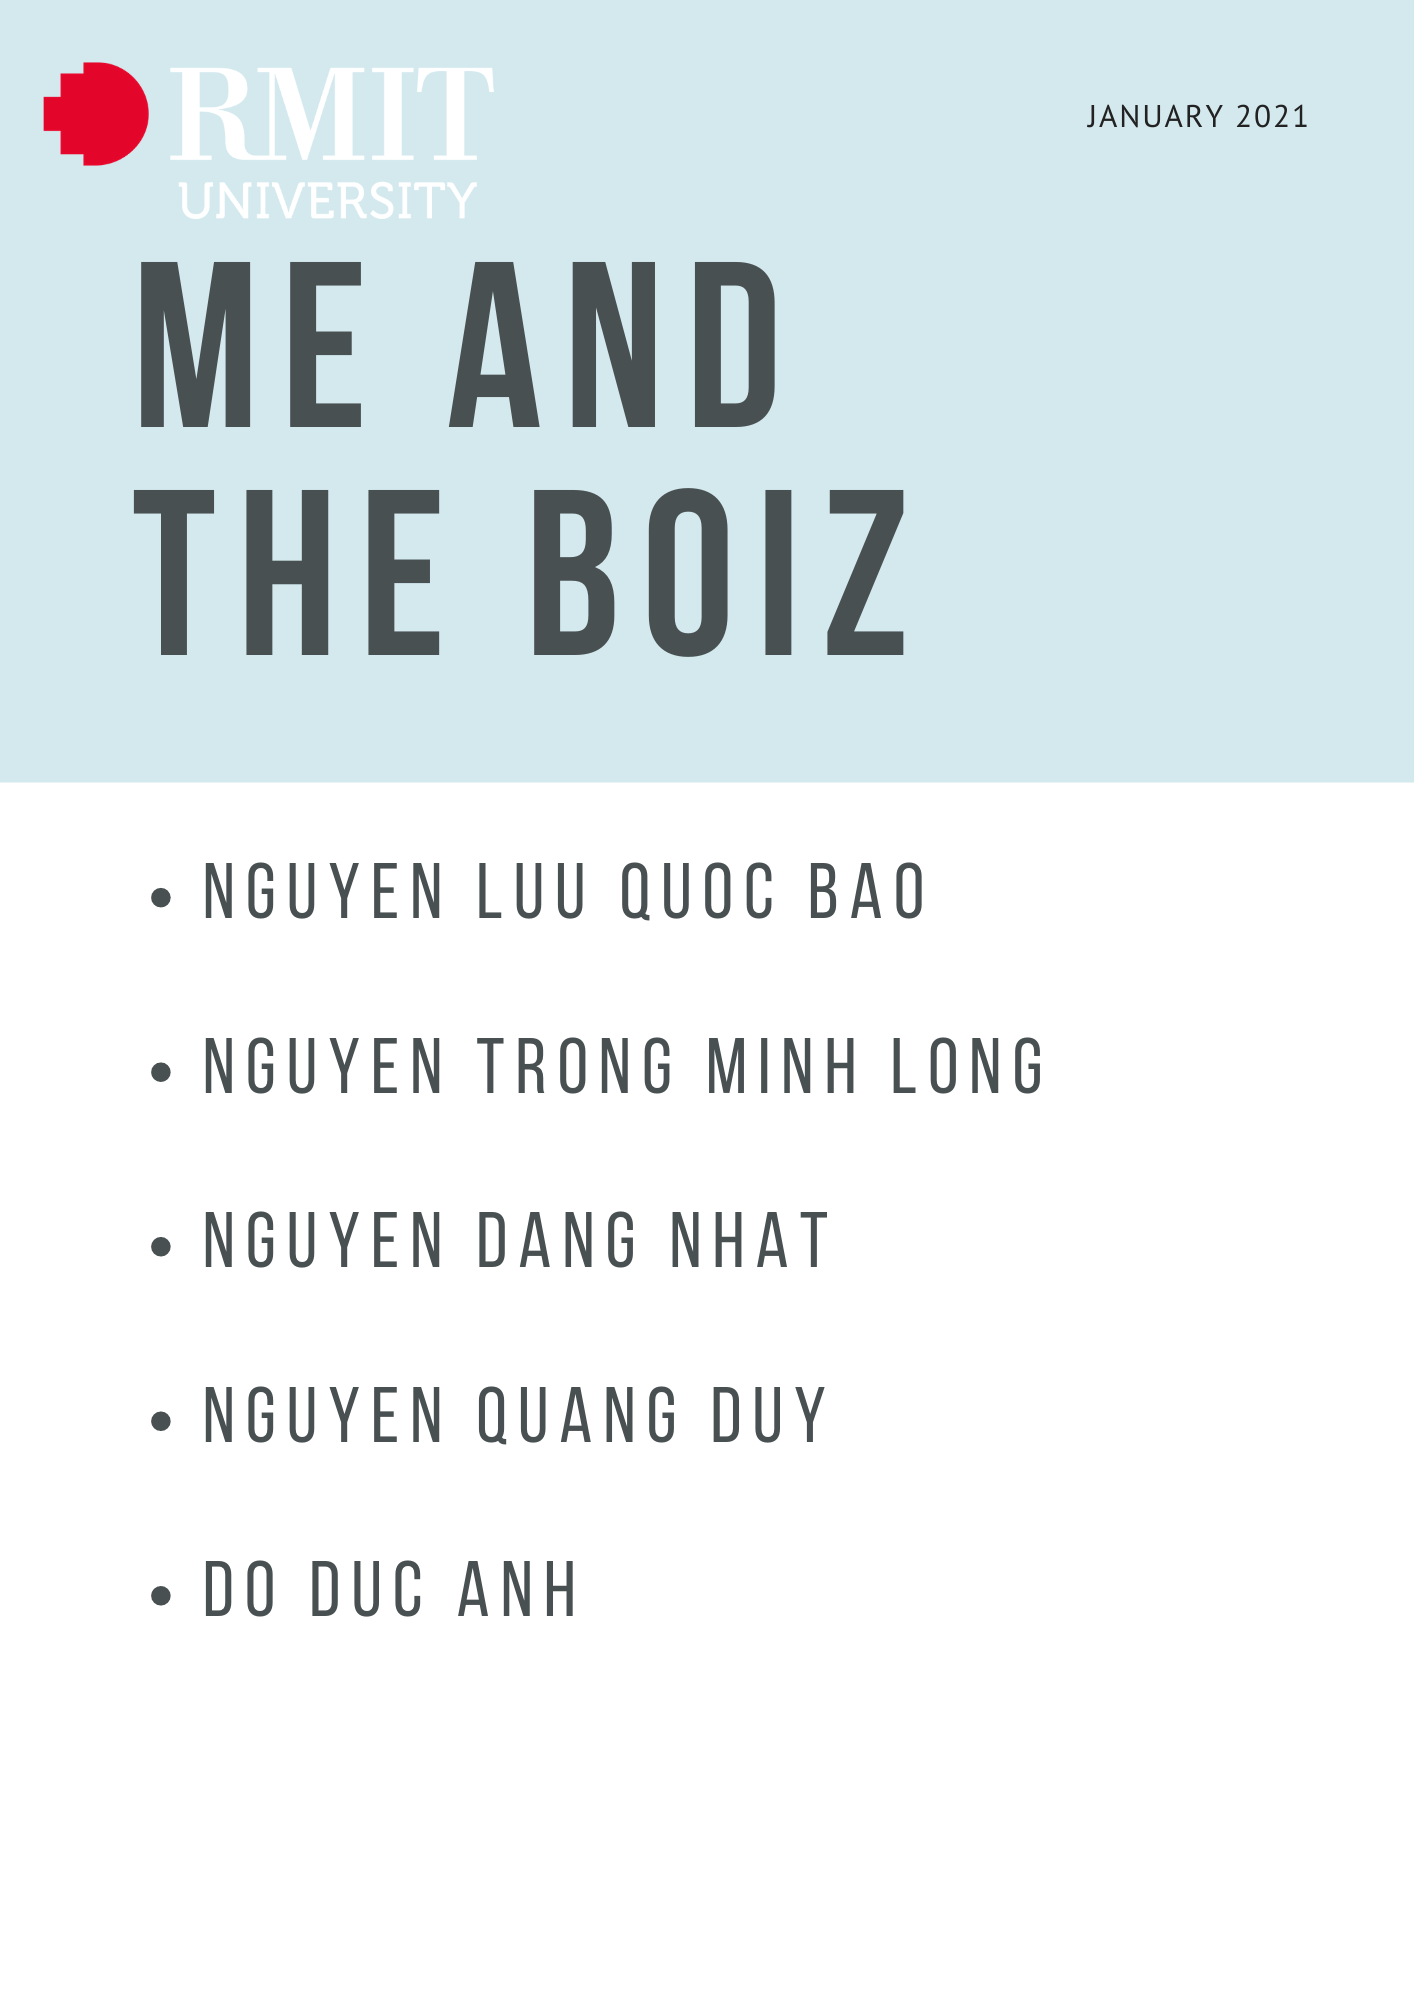 RMIT
UNIVERSITY
JANUARY 2021
ME AND
THE BOIZ
• NGUYEN LUU QUOC BAO
• NGUYEN TRONG MINH LONG
• NGUYEN DANG NHAT
• NGUYEN QUANG DUY
• DO DUC ANH